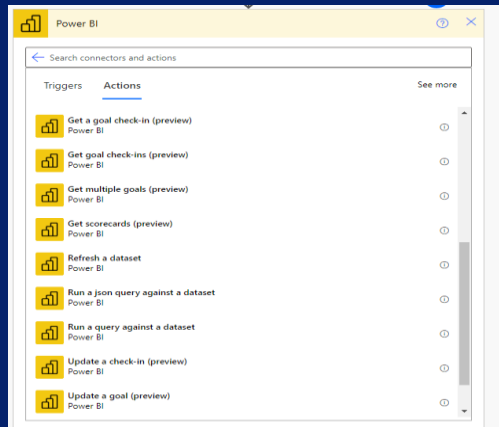 Power BI
Search connectors and actions
Triggers Actions See more
Get a goal check-in (preview)
Power BI
Get goal check-ins (preview)
Power BI
Get multiple goals (preview)
Power BI
Get scorecards (preview)
Power BI
Refresh a dataset
Power BI
Run a json query against a dataset
Power BI
Run a query against a dataset
Power BI
Update a check-in (preview)
Power BI
Update a goal (preview)
Power BI